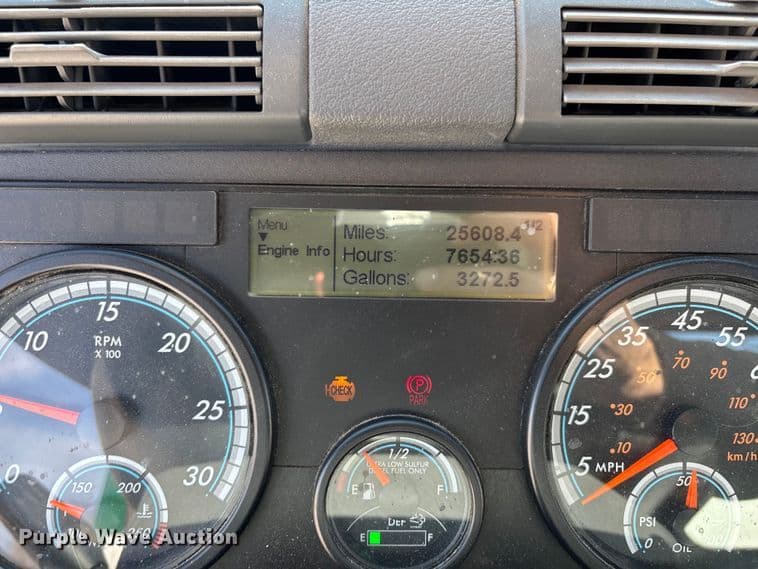 Menu
Engine Info
Miles: 25608.4
1/2
Hours: 7654:36
Gallons: 3272.5
RPM
X 100
0
10
15
20
25
30
150
200
CHECK
PARK
1/2
ULTRA LOW SULFUR
DIESEL FUEL ONLY
E
F
DEF
E
F
5
15
25
35
45
55
MPH
10
30
50
70
90
110
130
km/h
50
PSI
0
OIL
Purple Wave Auction